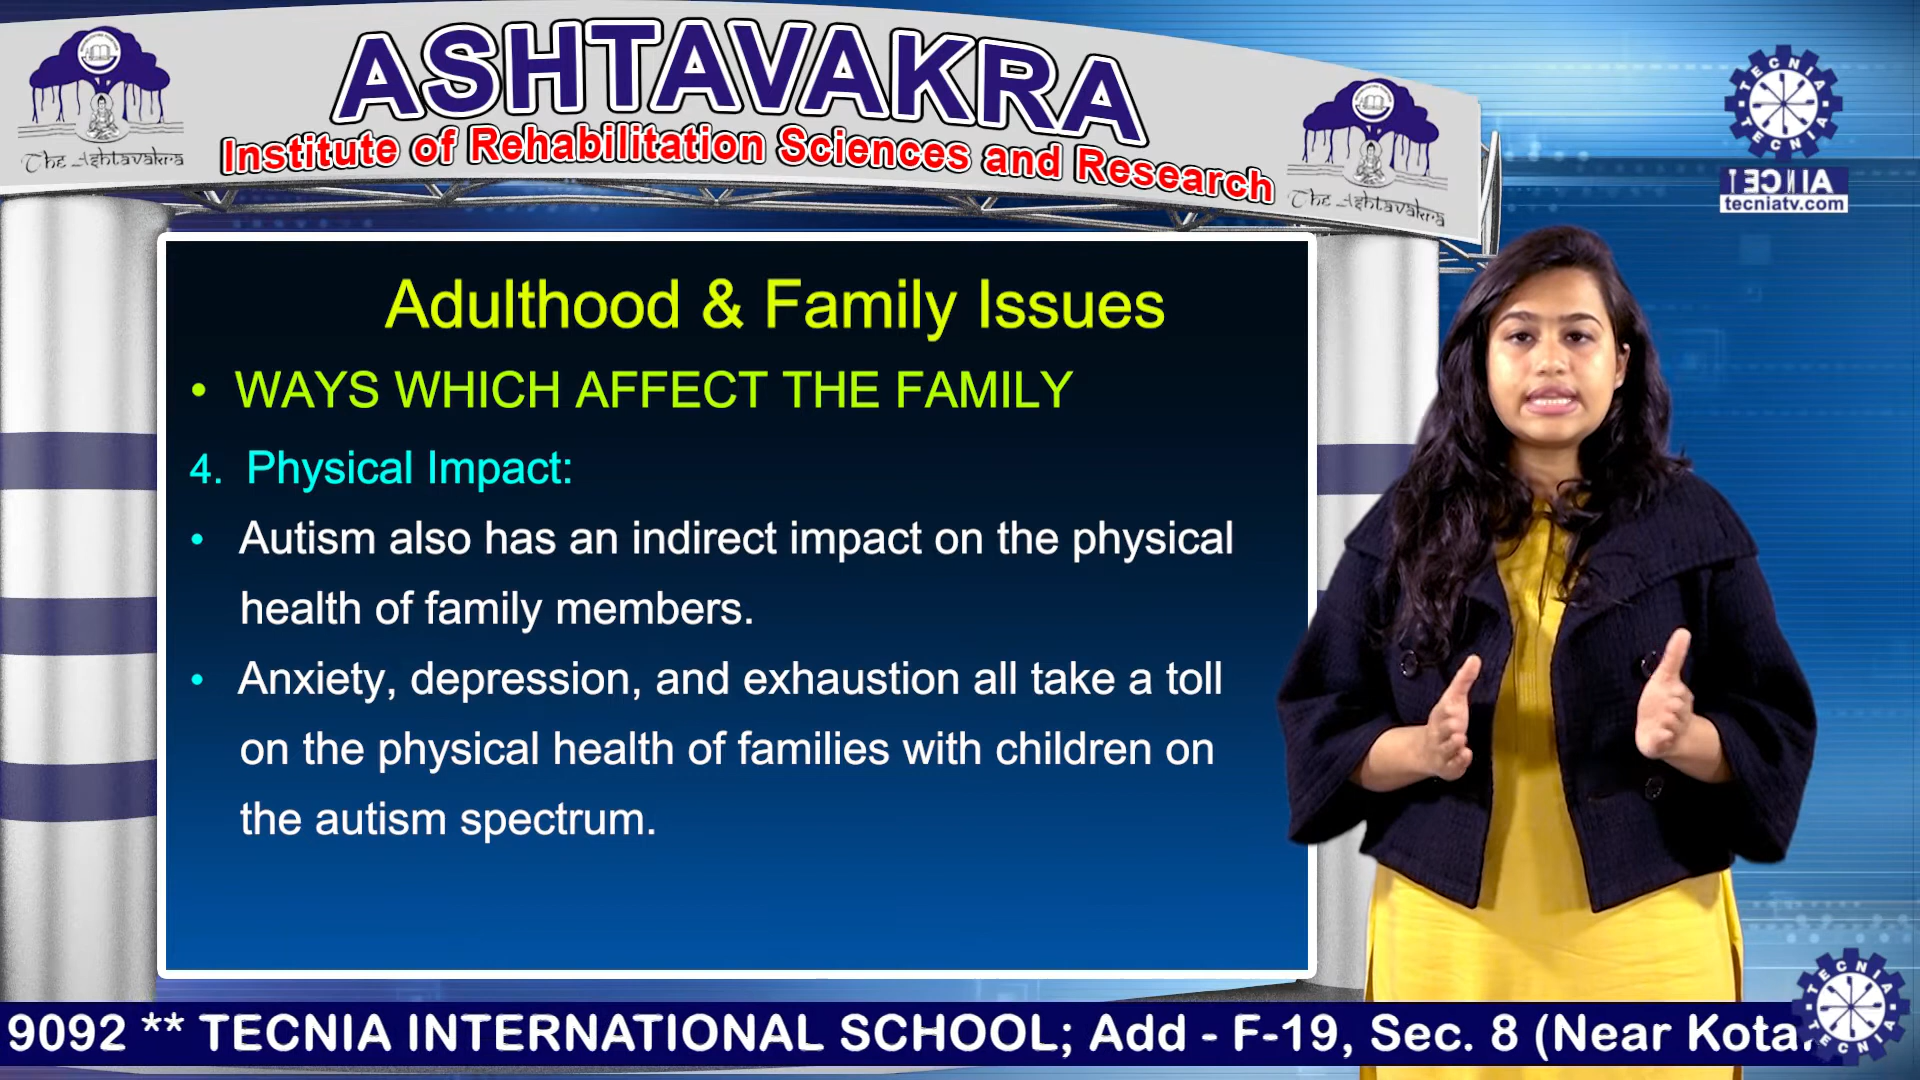 ASHTAVAKRA
Institute of Rehabilitation Sciences and Research
The Ashtavakra
The Ashtavakra
TECNIA
TECNIA
tecniatv.com
Adulthood & Family Issues
• WAYS WHICH AFFECT THE FAMILY
4. Physical Impact:
• Autism also has an indirect impact on the physical
health of family members.
• Anxiety, depression, and exhaustion all take a toll
on the physical health of families with children on
the autism spectrum.
9092 ** TECNIA INTERNATIONAL SCHOOL; Add - F-19, Sec. 8 (Near
TECNIA
TECNIA